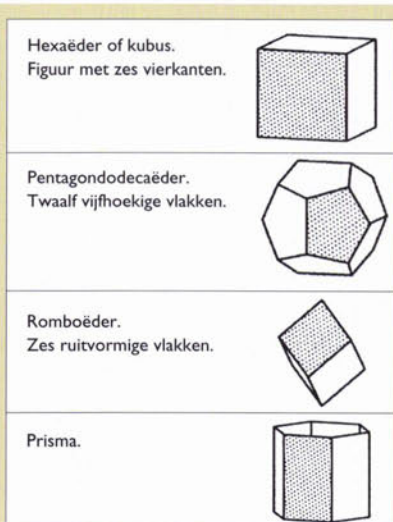 Hexaëder of kubus.
Figuur met zes vierkanten.
Pentagondodecaëder.
Twaalf vijfhoekige vlakken.
Romboëder.
Zes ruitvormige vlakken.
Prisma.